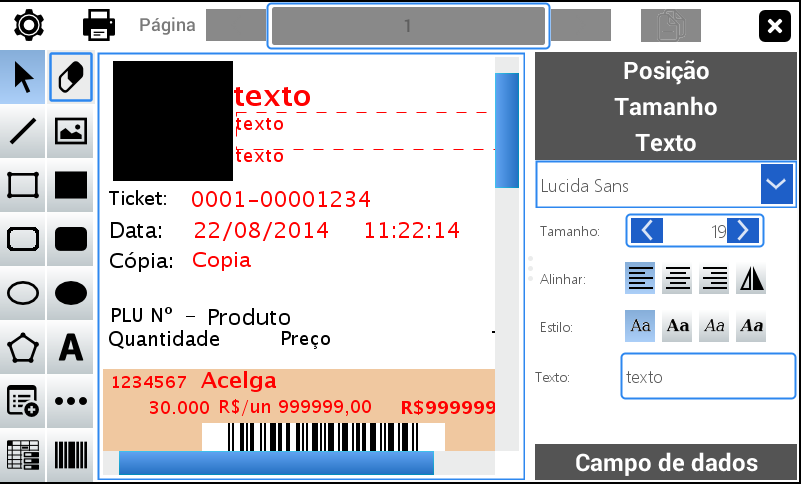 Página 1
texto
texto
texto
Ticket: 0001-00001234
Data: 22/08/2014 11:22:14
Cópia: Copia
PLU Nº - Produto
Quantidade Preço
1234567 Acelga
30.000 R$/un 999999,00 R$999999
A
Posição
Tamanho
Texto
Lucida Sans
Tamanho: 19
Alinhar:
Estilo: Aa Aa Aa Aa
Texto: texto
Campo de dados